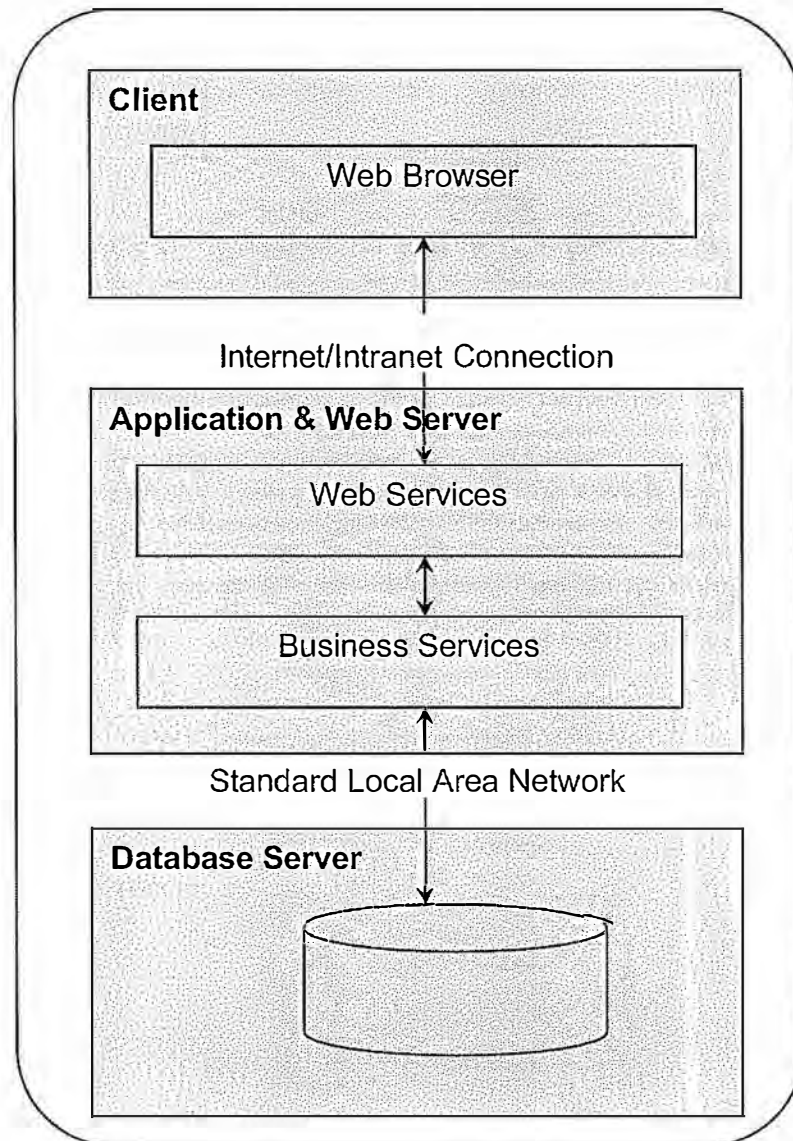 Client
Web Browser
Internet/Intranet Connection
Application & Web Server
Web Services
Business Services
Standard Local Area Network
Database Server